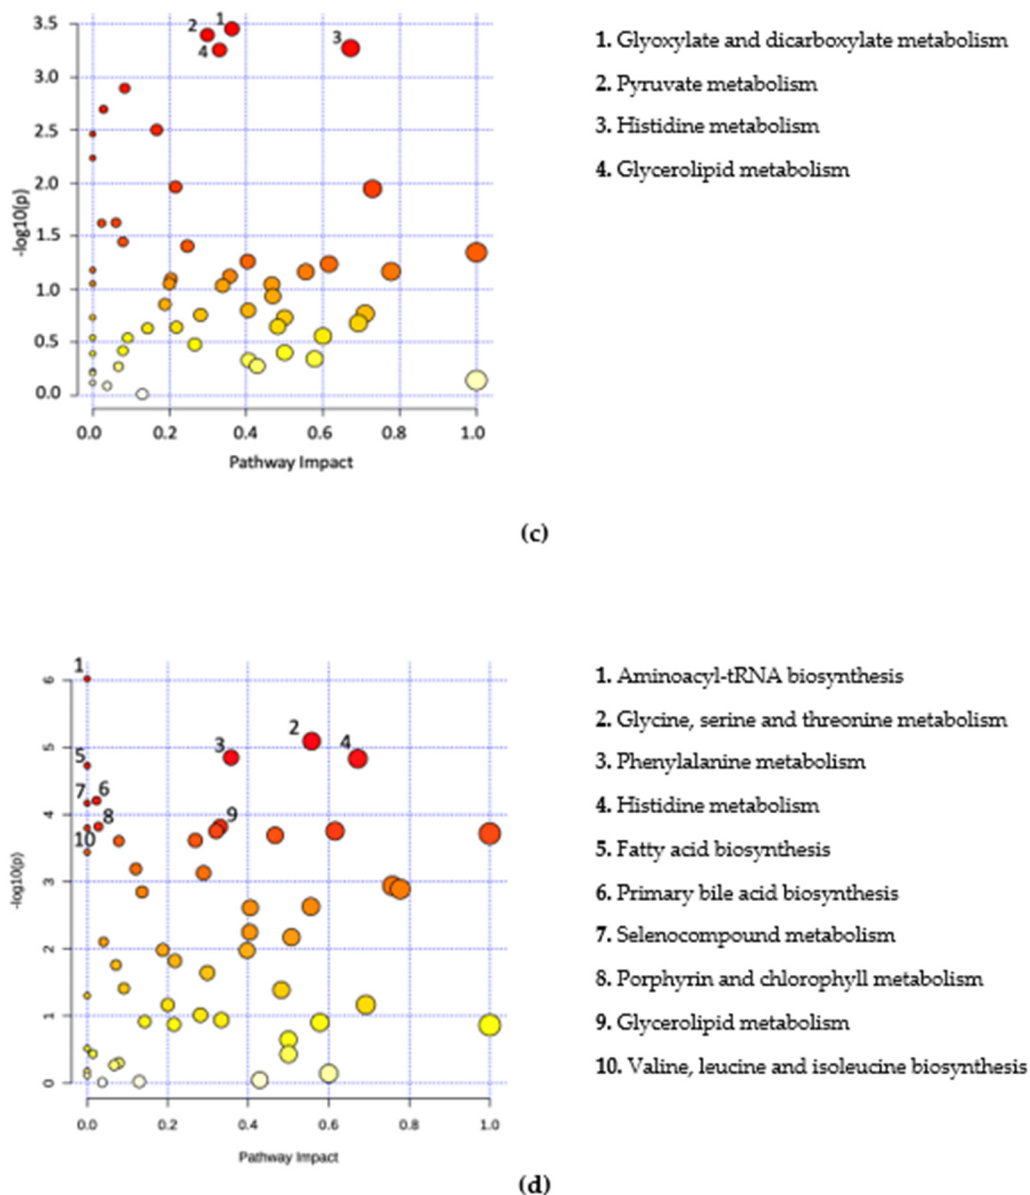 3.5
3.0
2.5
2.0
1.5
1.0
0.5
0.0
-log10(p)
1
2
3
4
0.0 0.2 0.4 0.6 0.8 1.0
Pathway Impact
1. Glyoxylate and dicarboxylate metabolism
2. Pyruvate metabolism
3. Histidine metabolism
4. Glycerolipid metabolism
(c)
6
5
4
3
2
1
0
-log10(p)
1
2
3
4
5
7
6
8
9
10
0.0 0.2 0.4 0.6 0.8 1.0
Pathway Impact
1. Aminoacyl-tRNA biosynthesis
2. Glycine, serine and threonine metabolism
3. Phenylalanine metabolism
4. Histidine metabolism
5. Fatty acid biosynthesis
6. Primary bile acid biosynthesis
7. Selenocompound metabolism
8. Porphyrin and chlorophyll metabolism
9. Glycerolipid metabolism
10. Valine, leucine and isoleucine biosynthesis
(d)